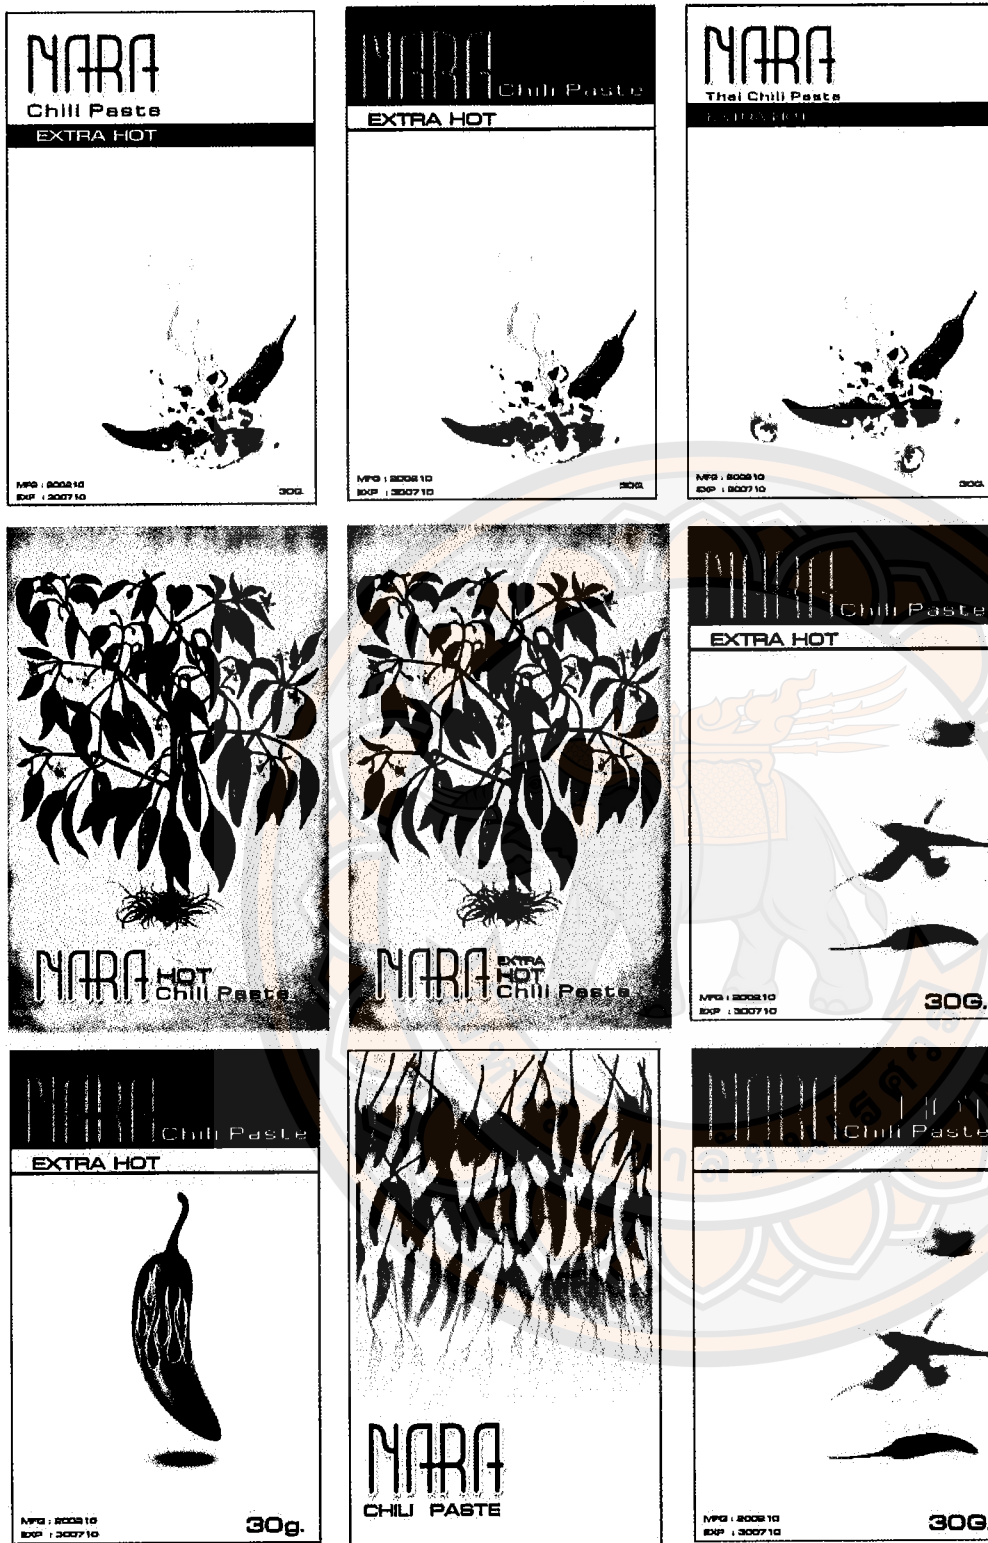 NARA
Chili Paste
EXTRA HOT
MFG : 200210
EXP : 300710
30G.
NARA Chili Paste
EXTRA HOT
MFG : 200210
EXP : 300710
30G.
NARA
Thai Chili Paste
EXTRA HOT
MFG : 200210
EXP : 300710
30G.
NARA HOT
Chili Paste
NARA EXTRA
HOT
Chili Paste
NARA Chili Paste
EXTRA HOT
MFG : 200210
EXP : 300710
30G.
NARA Chili Paste
EXTRA HOT
MFG : 200210
EXP : 300710
30g.
NARA
CHILI PASTE
NARA HOT
Chili Paste
MFG : 200210
EXP : 300710
30G.